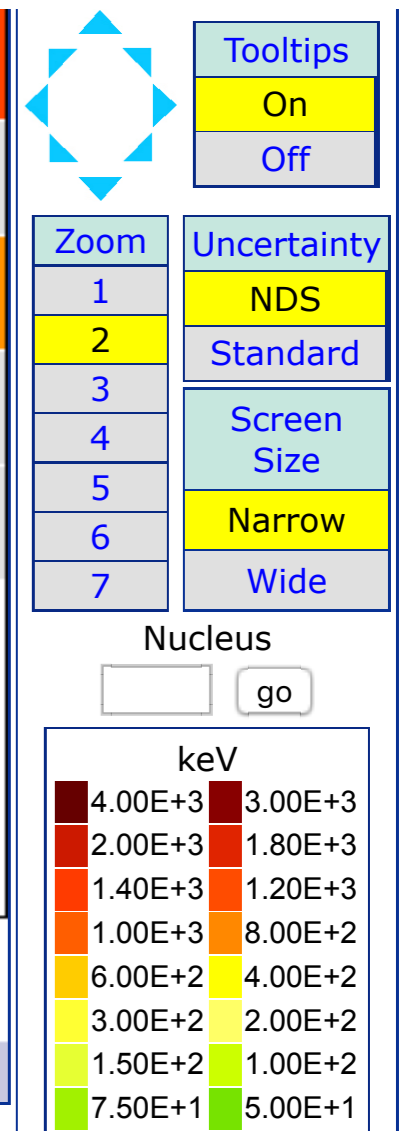 Tooltips
On
Off
Zoom
1
2
3
4
5
6
7
Uncertainty
NDS
Standard
Screen
Size
Narrow
Wide
Nucleus
go
keV
4.00E+3 3.00E+3
2.00E+3 1.80E+3
1.40E+3 1.20E+3
1.00E+3 8.00E+2
6.00E+2 4.00E+2
3.00E+2 2.00E+2
1.50E+2 1.00E+2
7.50E+1 5.00E+1